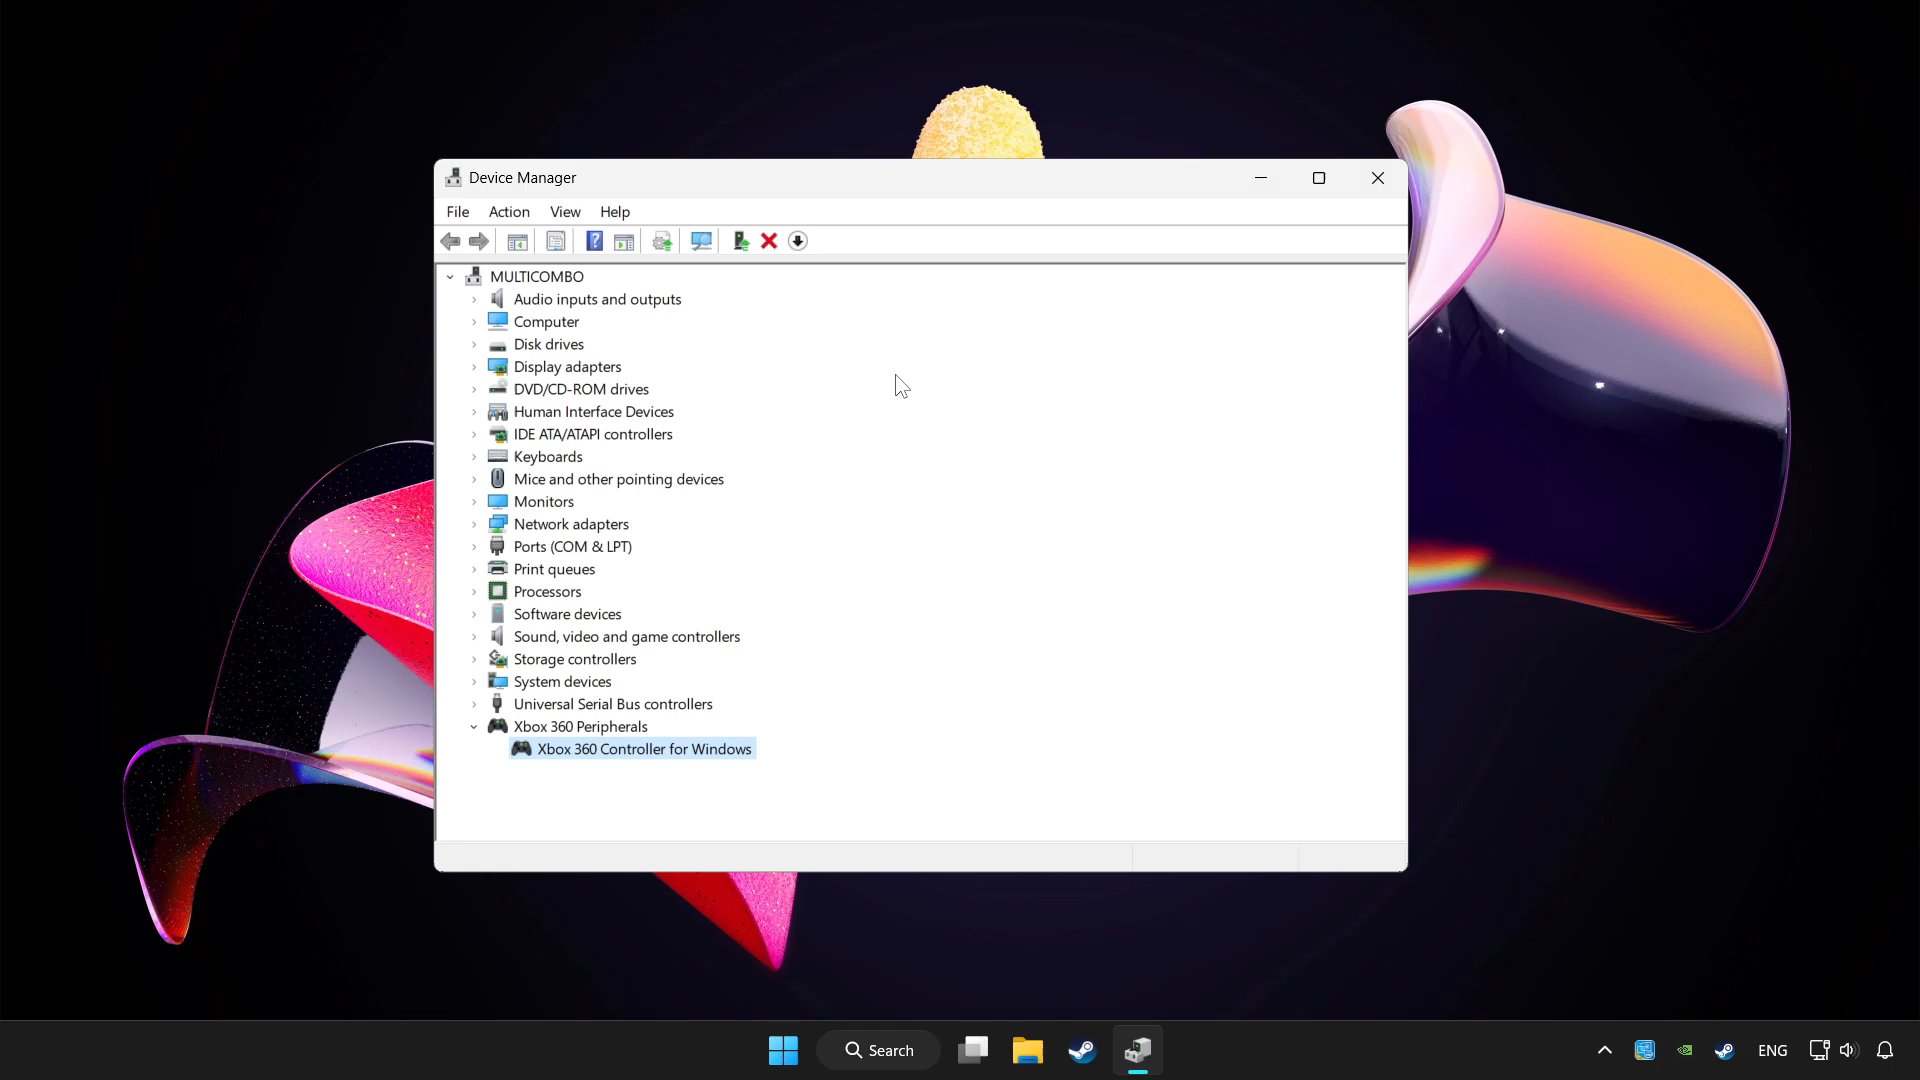 Device Manager
File Action View Help
MULTICOMBO
Audio inputs and outputs
Computer
Disk drives
Display adapters
DVD/CD-ROM drives
Human Interface Devices
IDE ATA/ATAPI controllers
Keyboards
Mice and other pointing devices
Monitors
Network adapters
Ports (COM & LPT)
Print queues
Processors
Software devices
Sound, video and game controllers
Storage controllers
System devices
Universal Serial Bus controllers
Xbox 360 Peripherals
Xbox 360 Controller for Windows
Search
ENG